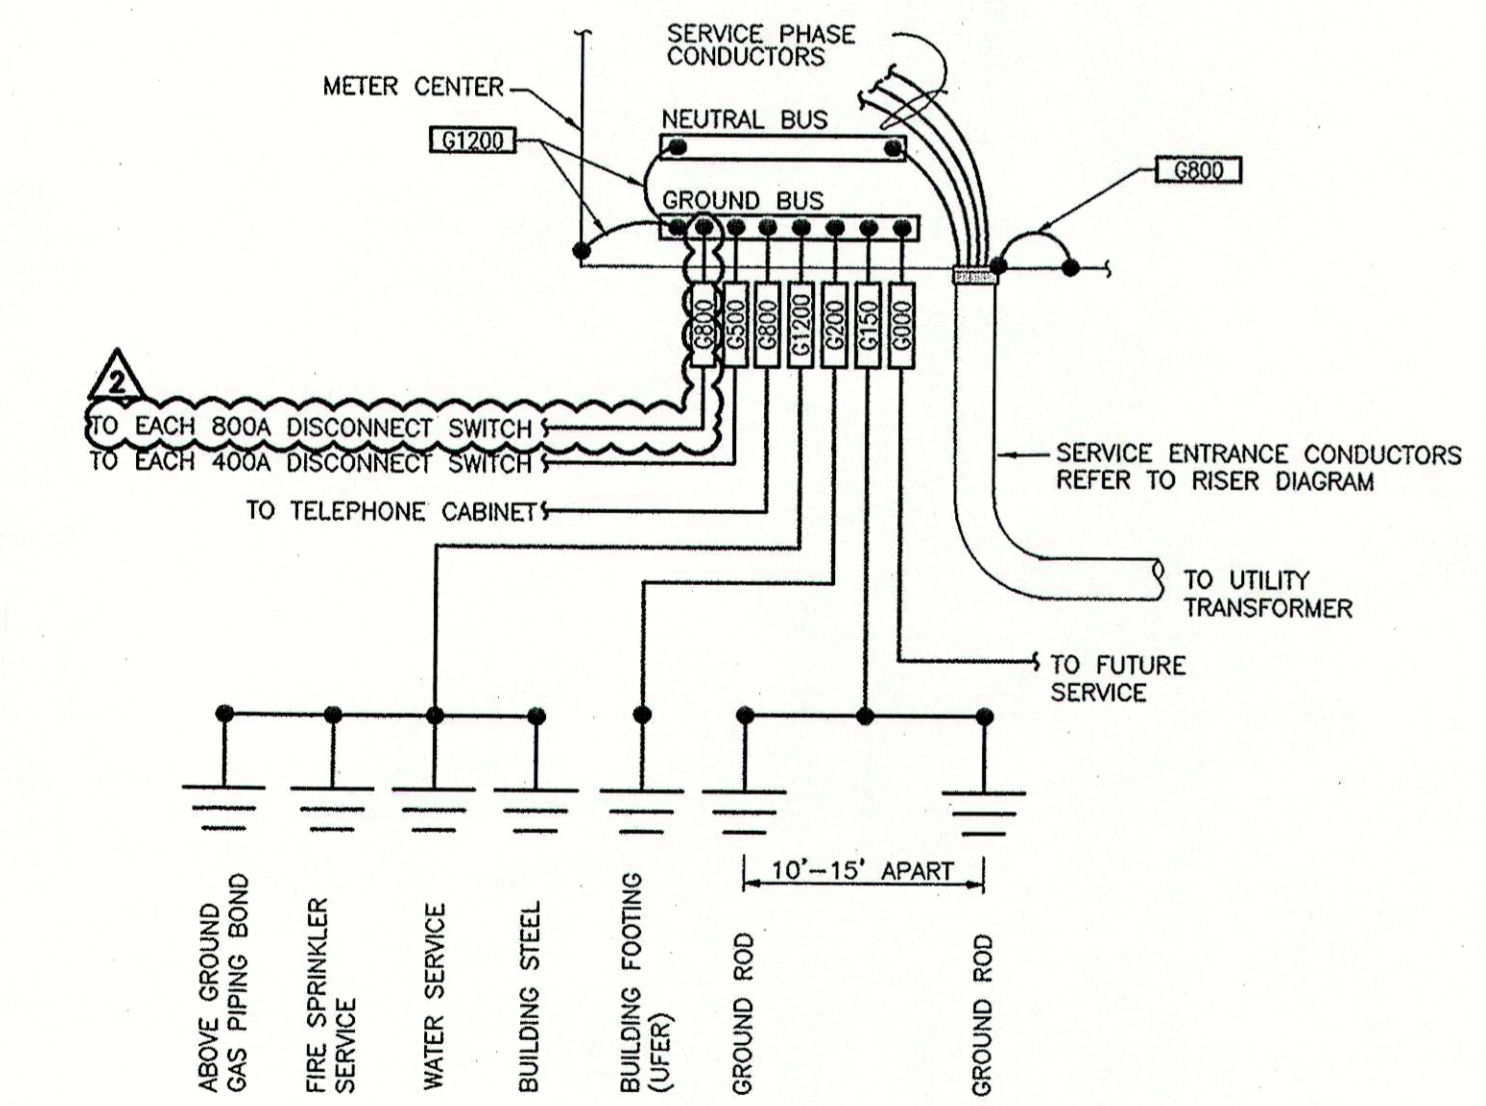 SERVICE PHASE
CONDUCTORS
METER CENTER
NEUTRAL BUS
G1200
G800
GROUND BUS
G800
G500
G800
G1200
G200
G150
G000
2
TO EACH 800A DISCONNECT SWITCH
TO EACH 400A DISCONNECT SWITCH
SERVICE ENTRANCE CONDUCTORS
REFER TO RISER DIAGRAM
TO TELEPHONE CABINET
TO UTILITY
TRANSFORMER
TO FUTURE
SERVICE
10'-15' APART
ABOVE GROUND
GAS PIPING BOND
FIRE SPRINKLER
SERVICE
WATER SERVICE
BUILDING STEEL
BUILDING FOOTING
(UFER)
GROUND ROD
GROUND ROD